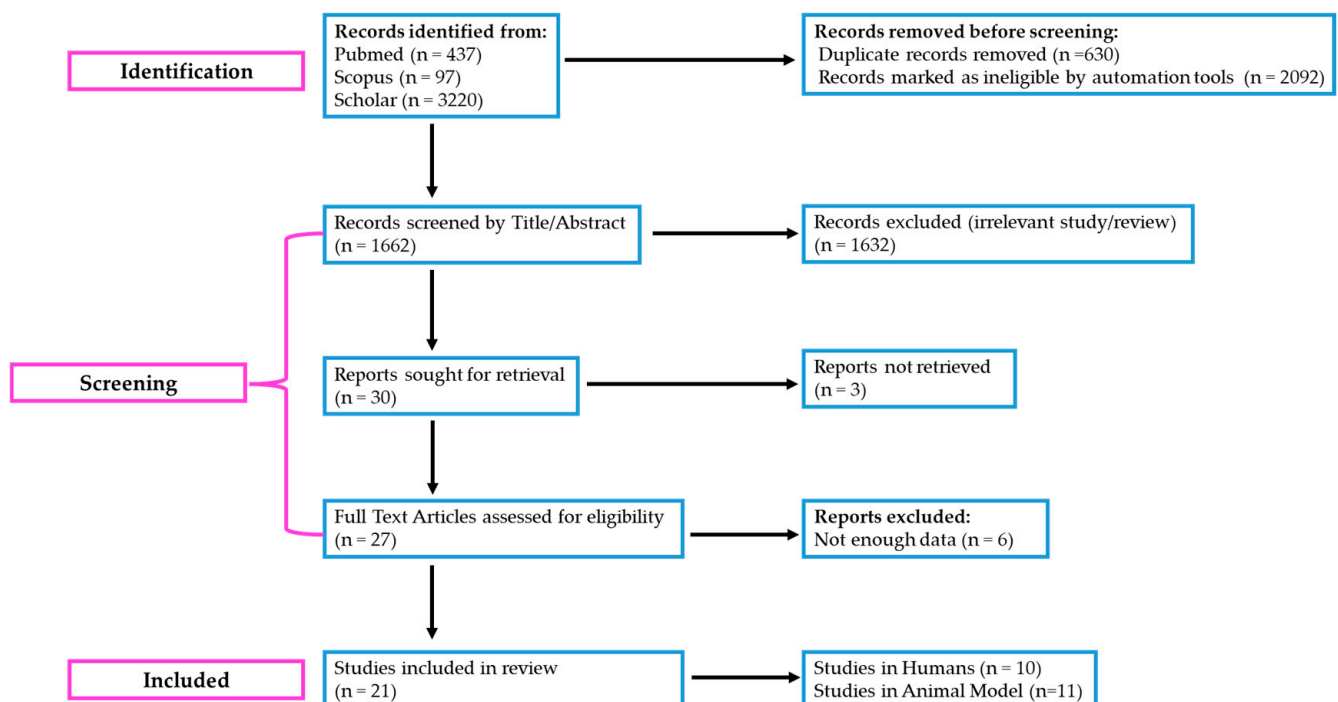 Identification
Records identified from:
Pubmed (n = 437)
Scopus (n = 97)
Scholar (n = 3220)
Records removed before screening:
Duplicate records removed (n =630)
Records marked as ineligible by automation tools (n = 2092)
Screening
Records screened by Title/Abstract
(n = 1662)
Records excluded (irrelevant study/review)
(n = 1632)
Reports sought for retrieval
(n = 30)
Reports not retrieved
(n = 3)
Full Text Articles assessed for eligibility
(n = 27)
Reports excluded:
Not enough data (n = 6)
Included
Studies included in review
(n = 21)
Studies in Humans (n = 10)
Studies in Animal Model (n=11)